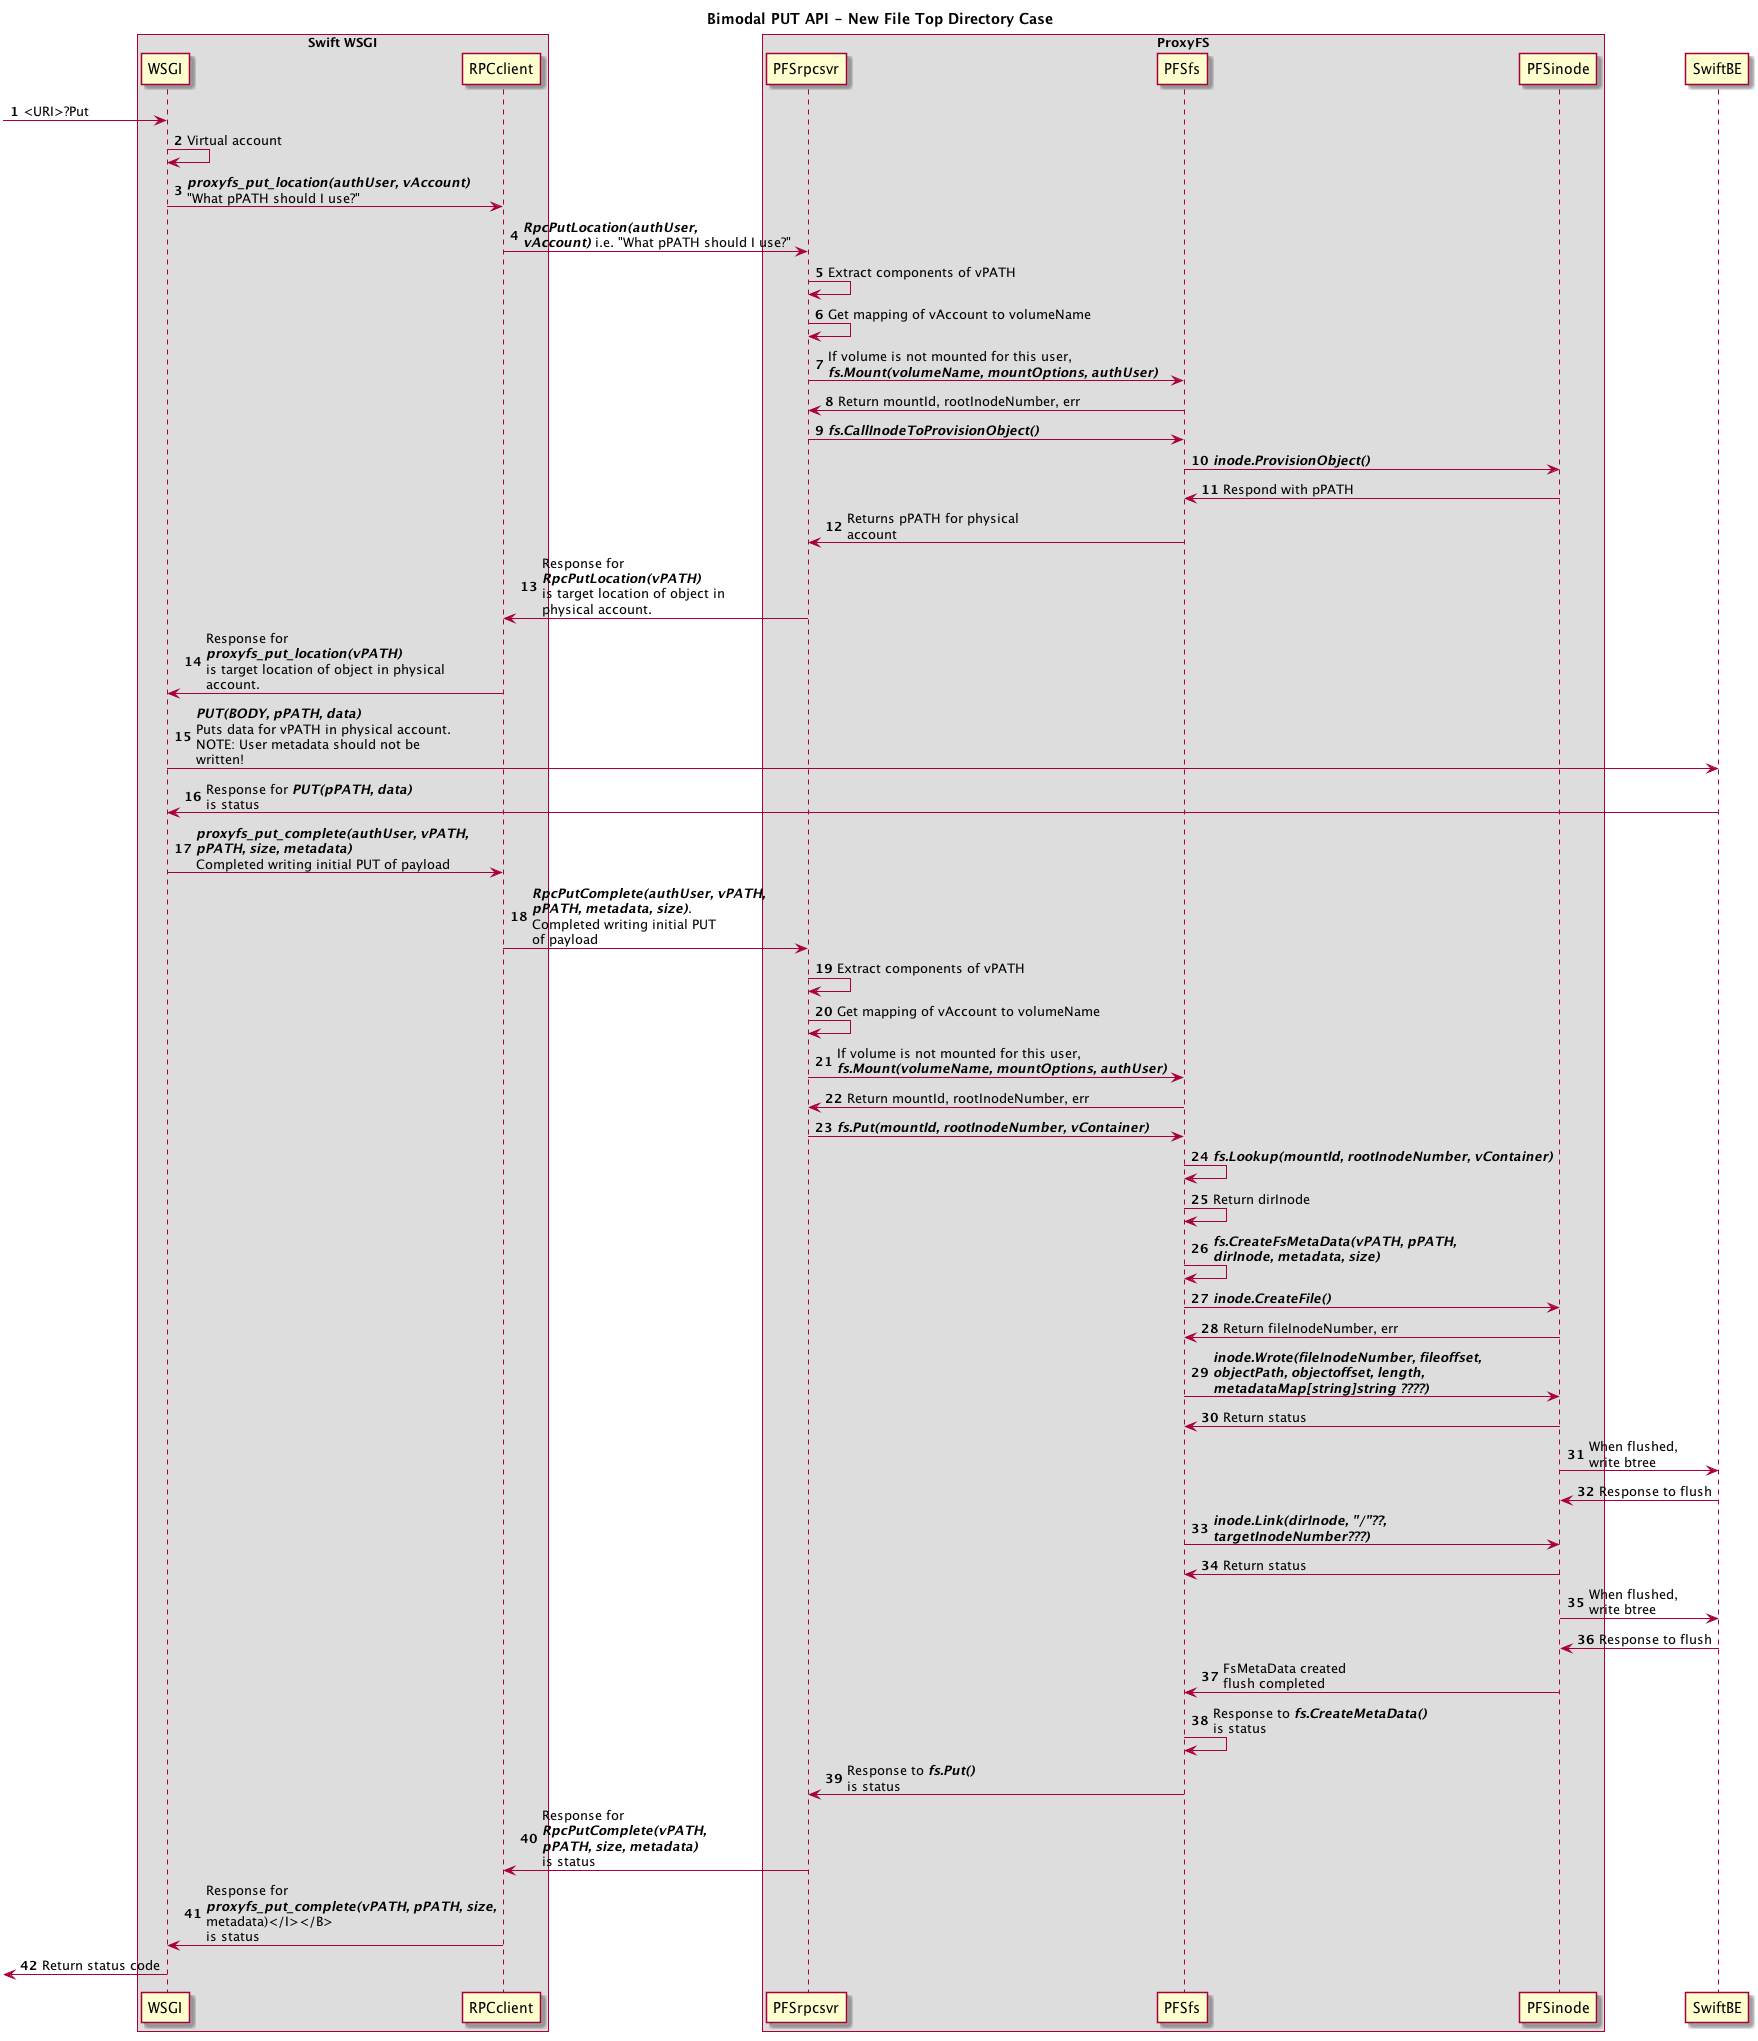 Bimodal PUT API - New File Top Directory Case
Swift WSGI
ProxyFS
WSGI
RPCclient
PFSrpcsvr
PFSfs
PFSinode
SwiftBE
1 <URI>?Put
2 Virtual account
3 proxyfs_put_location(authUser, vAccount)
"What pPATH should I use?"
4 RpcPutLocation(authUser,
vAccount) i.e. "What pPATH should I use?"
5 Extract components of vPATH
6 Get mapping of vAccount to volumeName
7 If volume is not mounted for this user,
fs.Mount(volumeName, mountOptions, authUser)
8 Return mountId, rootInodeNumber, err
9 fs.CallInodeToProvisionObject()
10 inode.ProvisionObject()
11 Respond with pPATH
12 Returns pPATH for physical
account
13 Response for
RpcPutLocation(vPATH)
is target location of object in
physical account.
14 Response for
proxyfs_put_location(vPATH)
is target location of object in physical
account.
15 PUT(BODY, pPATH, data)
Puts data for vPATH in physical account.
NOTE: User metadata should not be
written!
16 Response for PUT(pPATH, data)
is status
17 proxyfs_put_complete(authUser, vPATH,
pPATH, size, metadata)
Completed writing initial PUT of payload
18 RpcPutComplete(authUser, vPATH,
pPATH, metadata, size).
Completed writing initial PUT
of payload
19 Extract components of vPATH
20 Get mapping of vAccount to volumeName
21 If volume is not mounted for this user,
fs.Mount(volumeName, mountOptions, authUser)
22 Return mountId, rootInodeNumber, err
23 fs.Put(mountId, rootInodeNumber, vContainer)
24 fs.Lookup(mountId, rootInodeNumber, vContainer)
25 Return dirInode
26 fs.CreateFsMetaData(vPATH, pPATH,
dirInode, metadata, size)
27 inode.CreateFile()
28 Return fileInodeNumber, err
29 inode.Wrote(fileInodeNumber, fileoffset,
objectPath, objectoffset, length,
metadataMap[string]string ????)
30 Return status
31 When flushed,
write btree
32 Response to flush
33 inode.Link(dirInode, "/"??,
targetInodeNumber???)
34 Return status
35 When flushed,
write btree
36 Response to flush
37 FsMetaData created
flush completed
38 Response to fs.CreateMetaData()
is status
39 Response to fs.Put()
is status
40 Response for
RpcPutComplete(vPATH,
pPATH, size, metadata)
is status
41 Response for
proxyfs_put_complete(vPATH, pPATH, size,
metadata)</I></B>
is status
42 Return status code
WSGI
RPCclient
PFSrpcsvr
PFSfs
PFSinode
SwiftBE